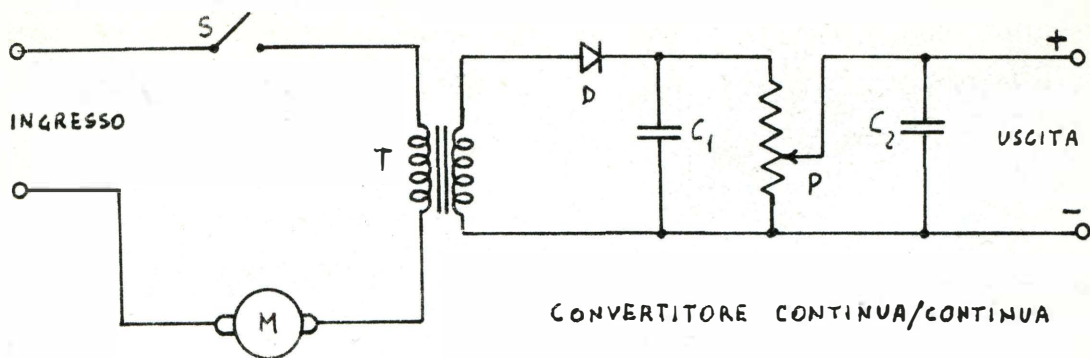 S
+
INGRESSO
T
D
C1
P
C2
USCITA
-
M
CONVERTITORE CONTINUA/CONTINUA